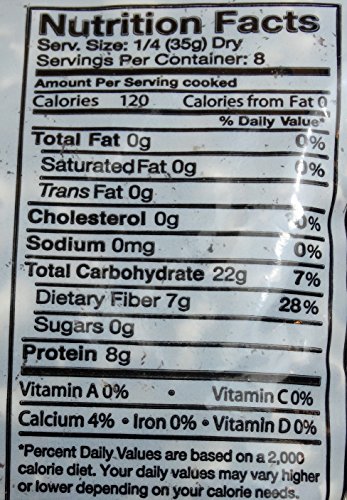 Nutrition Facts
Serv. Size: 1/4 (35g) Dry
Servings Per Container: 8
Amount Per Serving cooked
Calories 120 Calories from Fat 0
% Daily Value*
Total Fat 0g 0%
Saturated Fat 0g 0%
Trans Fat 0g
Cholesterol 0g 0%
Sodium 0mg 0%
Total Carbohydrate 22g 7%
Dietary Fiber 7g 28%
Sugars 0g
Protein 8g
Vitamin A 0% • Vitamin C 0%
Calcium 4% • Iron 0% • Vitamin D 0%
*Percent Daily Values are based on a 2,000
calorie diet. Your daily values may vary higher
or lower depending on your calorie needs.